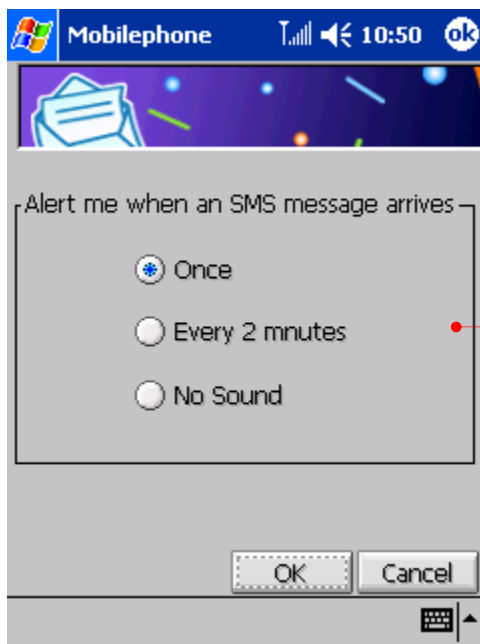 Mobilephone 10:50 ok
Alert me when an SMS message arrives
Once
Every 2 mnutes
No Sound
OK Cancel